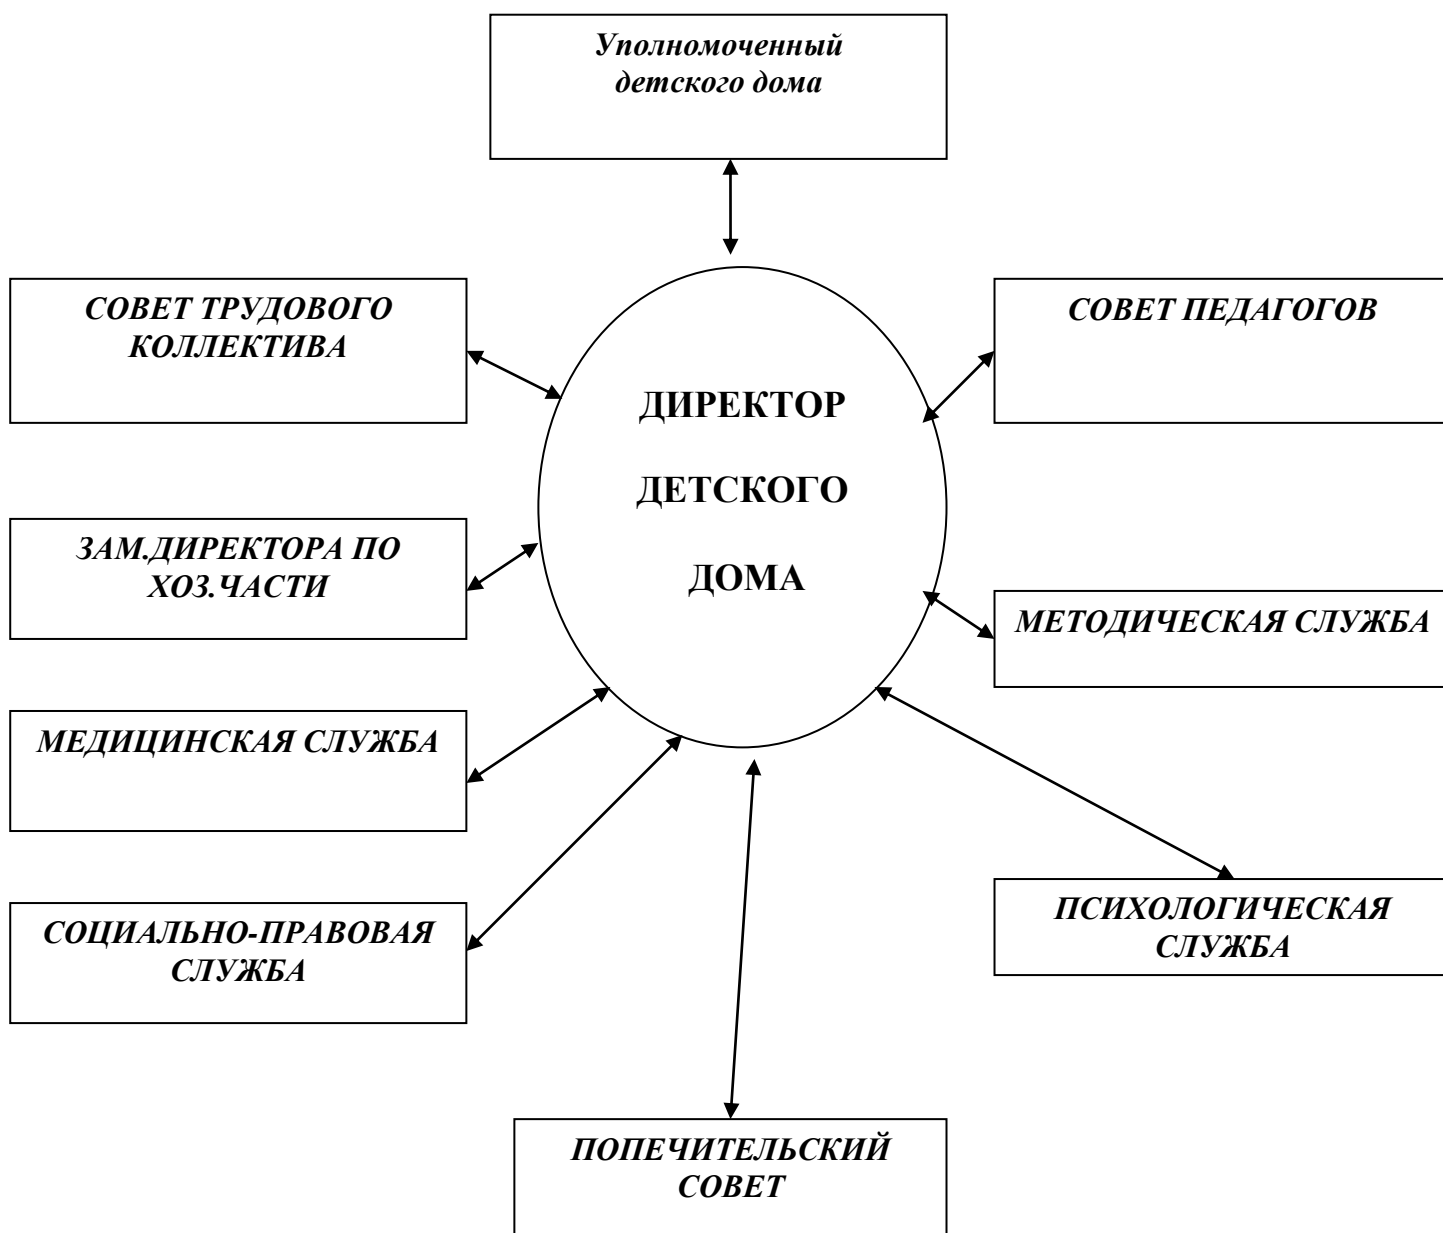 Уполномоченный
детского дома
СОВЕТ ТРУДОВОГО
КОЛЛЕКТИВА
СОВЕТ ПЕДАГОГОВ
ДИРЕКТОР
ДЕТСКОГО
ДОМА
ЗАМ.ДИРЕКТОРА ПО
ХОЗ.ЧАСТИ
МЕТОДИЧЕСКАЯ СЛУЖБА
МЕДИЦИНСКАЯ СЛУЖБА
СОЦИАЛЬНО-ПРАВОВАЯ
СЛУЖБА
ПСИХОЛОГИЧЕСКАЯ
СЛУЖБА
ПОПЕЧИТЕЛЬСКИЙ
СОВЕТ